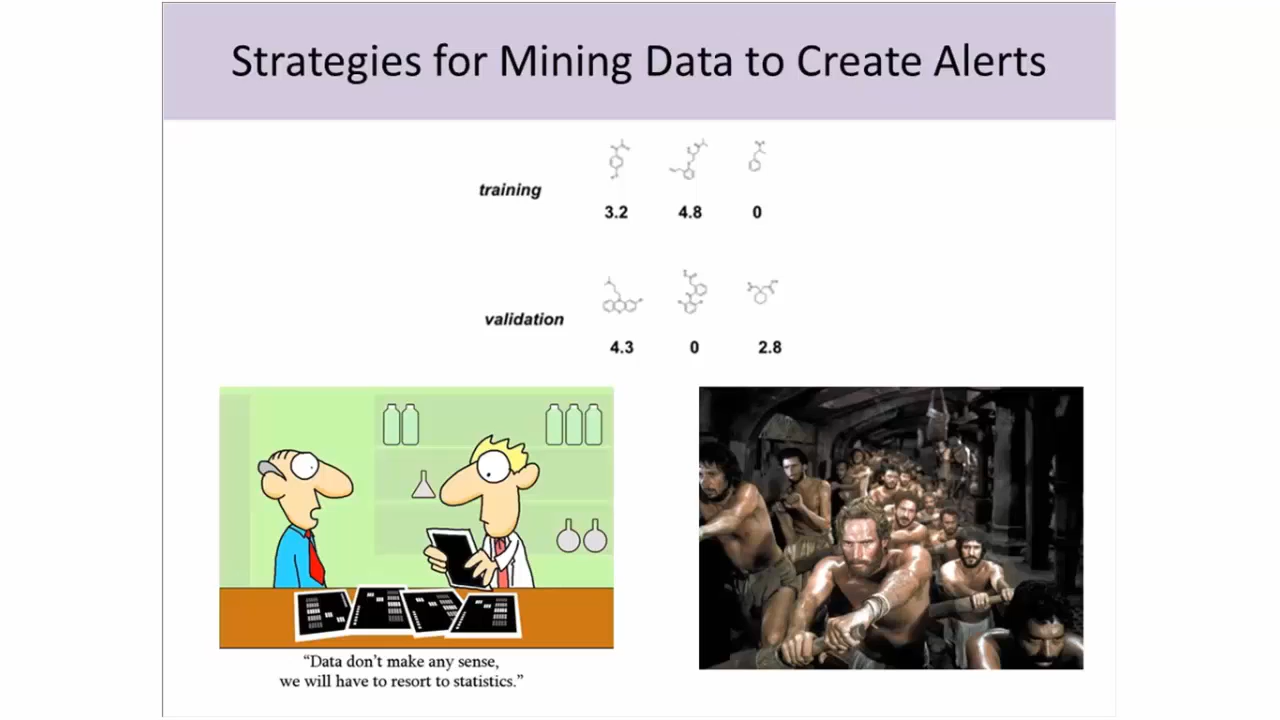 Strategies for Mining Data to Create Alerts
training
3.2 4.8 0
validation
4.3 0 2.8
“Data don’t make any sense,
we will have to resort to statistics.”